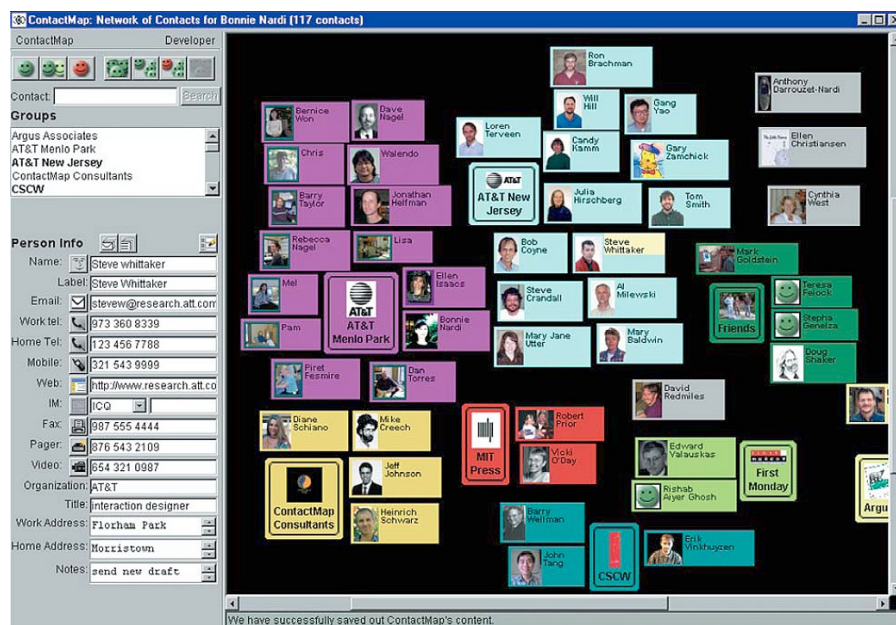 ContactMap: Network of Contacts for Bonnie Nardi (117 contacts)
ContactMap Developer
Contact: Search
Groups
Argus Associates
AT&T Menlo Park
AT&T New Jersey
ContactMap Consultants
CSCW
Person Info
Name: Steve whittaker
Label: Steve Whittaker
Email: stevew@research.att.com
Work tel: 973 360 8339
Home Tel: 123 456 7788
Mobile: 321 543 9999
Web: http://www.research.att.co
IM: ICQ
Fax: 987 555 4444
Pager: 876 543 2109
Video: 654 321 0987
Organization: AT&T
Title: interaction designer
Work Address: Florham Park
Home Address: Morristown
Notes: send new draft
Ron
Brachman
Will
Hill
Gang
Yao
Loren
Terveen
Candy
Kamm
Gary
Zamchick
AT&T
AT&T New
Jersey
Julia
Hirschberg
Tom
Smith
Bob
Coyne
Steve
Whittaker
Steve
Crandall
Al
Milewski
Mary Jane
Utter
Mary
Baldwin
Bernice
Won
Dave
Nagel
Chris
Walendo
Barry
Taylor
Jonathan
Helfman
Rebecca
Nagel
Lisa
Mel
Ellen
Isaacs
AT&T
AT&T
Menlo Park
Pam
Bonnie
Nardi
Piret
Fesmire
Dan
Torres
Anthony
Darrouzet-Nardi
Ellen
Christiansen
Cynthia
West
Mark
Goldstein
Teresa
Feiock
Friends
Stepha
Genelza
Doug
Shaker
David
Redmiles
Diane
Schiano
Mike
Creech
Jeff
Johnson
ContactMap
Consultants
Heinrich
Schwarz
MIT
Press
Robert
Prior
Vicki
O'Day
Edward
Valauskas
FIRST
MONDAY
First
Monday
Rishab
Aiyer Ghosh
Argu
Barry
Wellman
John
Tang
CSCW
Erik
Vinkhuyzen
We have successfully saved out ContactMap's content.